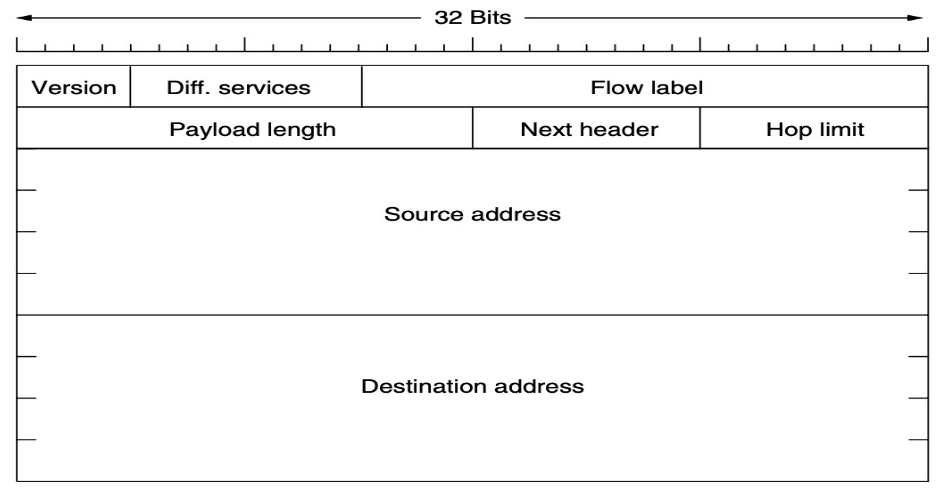 32 Bits
Version Diff. services Flow label
Payload length Next header Hop limit
Source address
Destination address